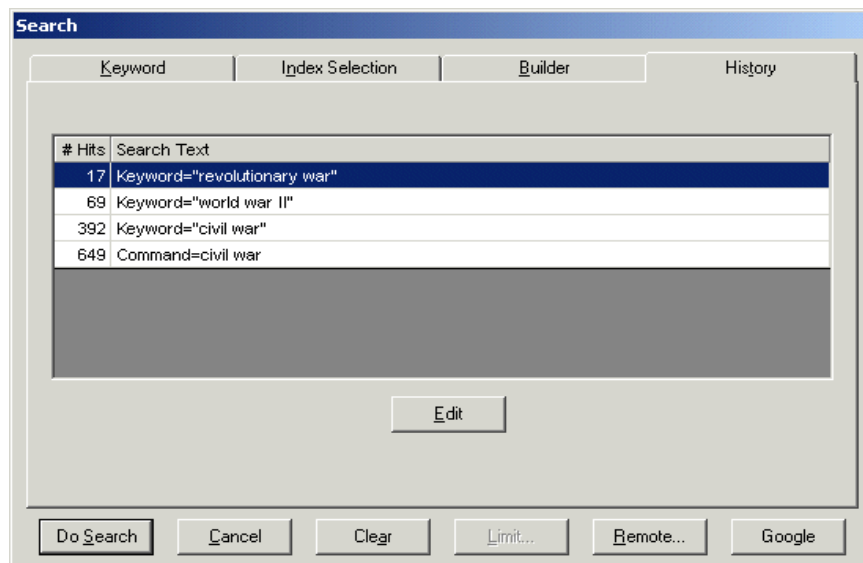 Search
Keyword Index Selection Builder History
# Hits Search Text
17 Keyword="revolutionary war"
69 Keyword="world war II"
392 Keyword="civil war"
649 Command=civil war
Edit
Do Search Cancel Clear Limit... Remote... Google